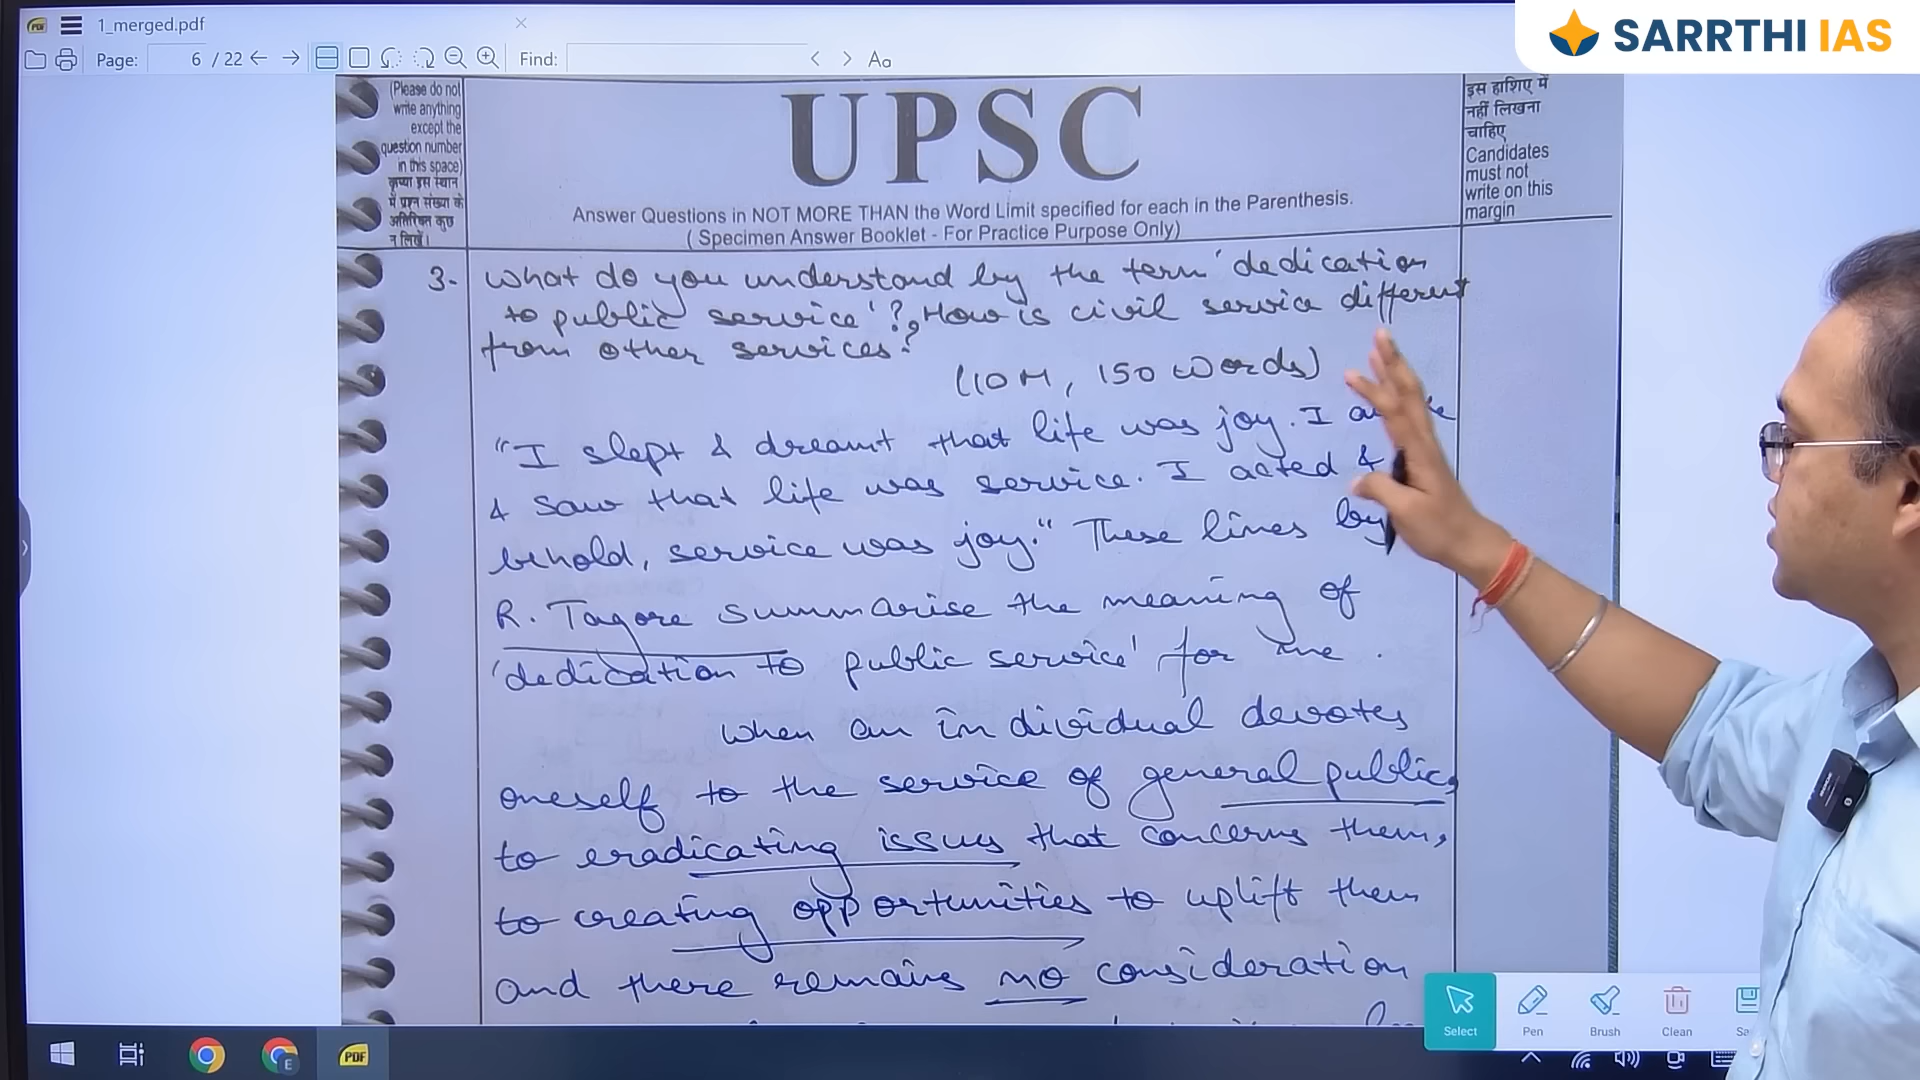 1_merged.pdf
SARRTHI IAS
Page: 6 / 22
Find:
Aa
(Please do not
write anything
except the
question number
in this space)
कृप्या इस स्थान
में प्रश्न संख्या के
अतिरिक्त कुछ
न लिखें।
UPSC
Answer Questions in NOT MORE THAN the Word Limit specified for each in the Parenthesis.
( Specimen Answer Booklet - For Practice Purpose Only)
इस हाशिए में
नहीं लिखना
चाहिए
Candidates
must not
write on this
margin
3. What do you understand by the term 'dedication
to public service'? How is civil service different
from other services?
(10 M, 150 words)
"I slept & dreamt that life was joy. I
& saw that life was service. I acted &
behold, service was joy." These lines by
R. Tagore summarise the meaning of
'dedication to public service' for me.
When an individual devotes
oneself to the service of general public,
to eradicating issues that concerns them,
to creating opportunities to uplift them
and there remains no consideration
Select
Pen
Brush
Clean
PDF